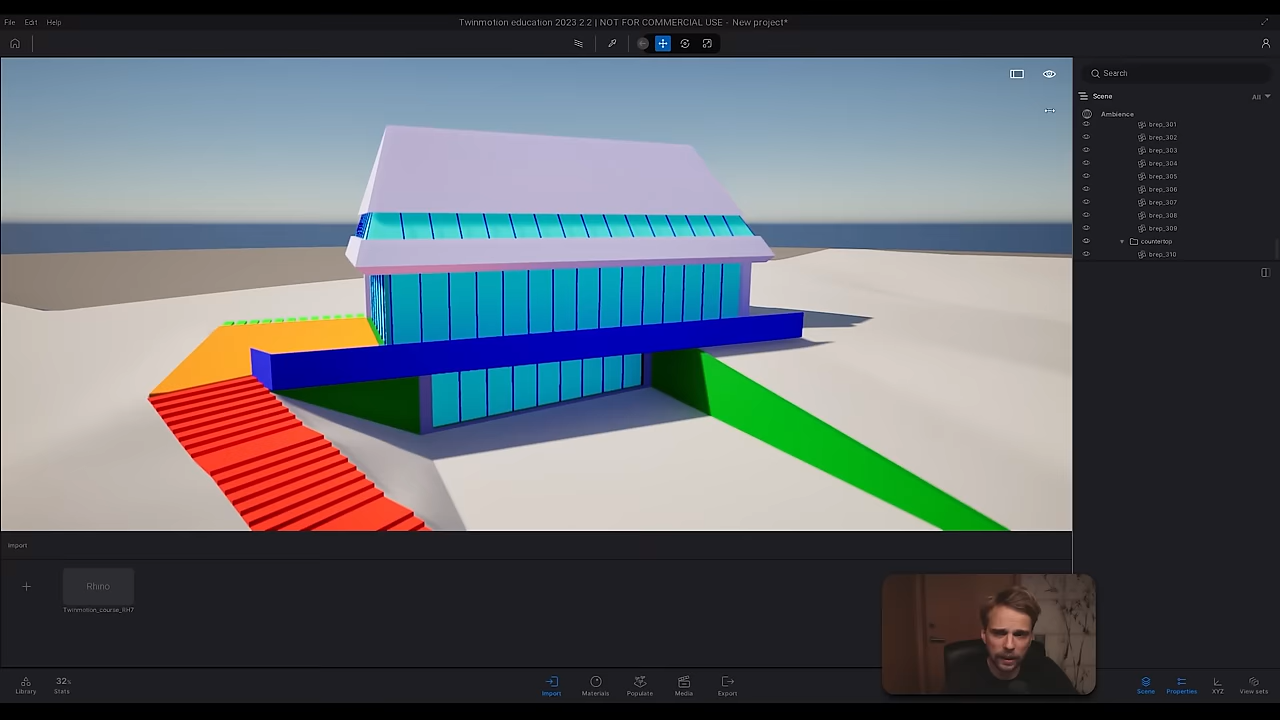 File Edit Help
Twinmotion education 2023 2.2 | NOT FOR COMMERCIAL USE - New project*
Search
Scene
All
Ambience
brep_301
brep_302
brep_303
brep_304
brep_305
brep_306
brep_307
brep_308
brep_309
countertop
brep_310
Import
Rhino
Twinmotion_course_RH7
32%
Library
Stats
Import
Materials
Populate
Media
Export
Scene
Properties
XYZ
View sets